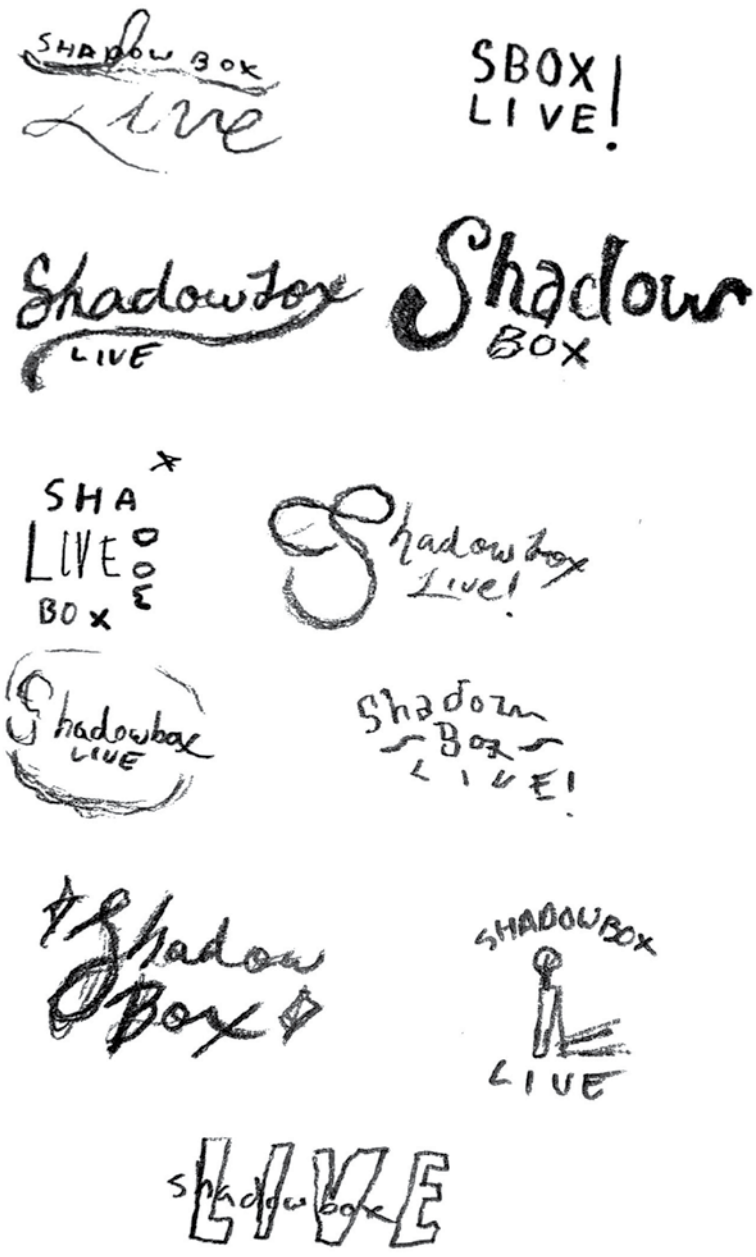 SHADOW BOX
Live
SBOX
LIVE!
Shadowbox
LIVE
Shadow
BOX
SHA
LIVE DOW
BOX
Shadowbox
Live!
Shadowbox
LIVE
Shadow
Box
LIVE!
Shadow
Box
SHADOWBOX
LIVE
LIVE
shadowbox